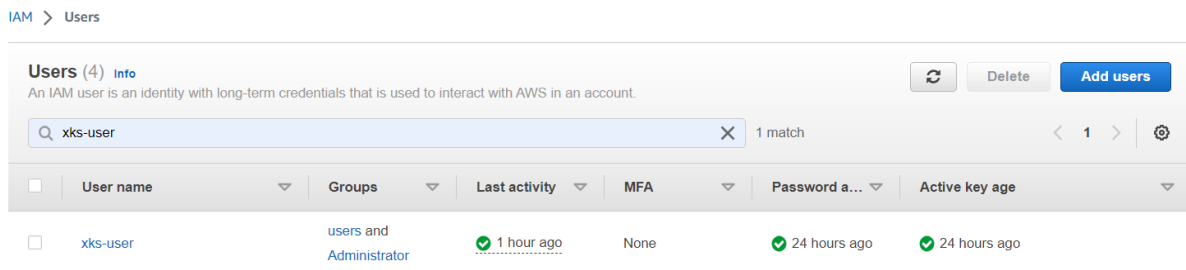 IAM > Users
Users (4) Info
Delete
Add users
An IAM user is an identity with long-term credentials that is used to interact with AWS in an account.
xks-user
1 match
1
User name Groups Last activity MFA Password a... Active key age
xks-user users and Administrator 1 hour ago None 24 hours ago 24 hours ago